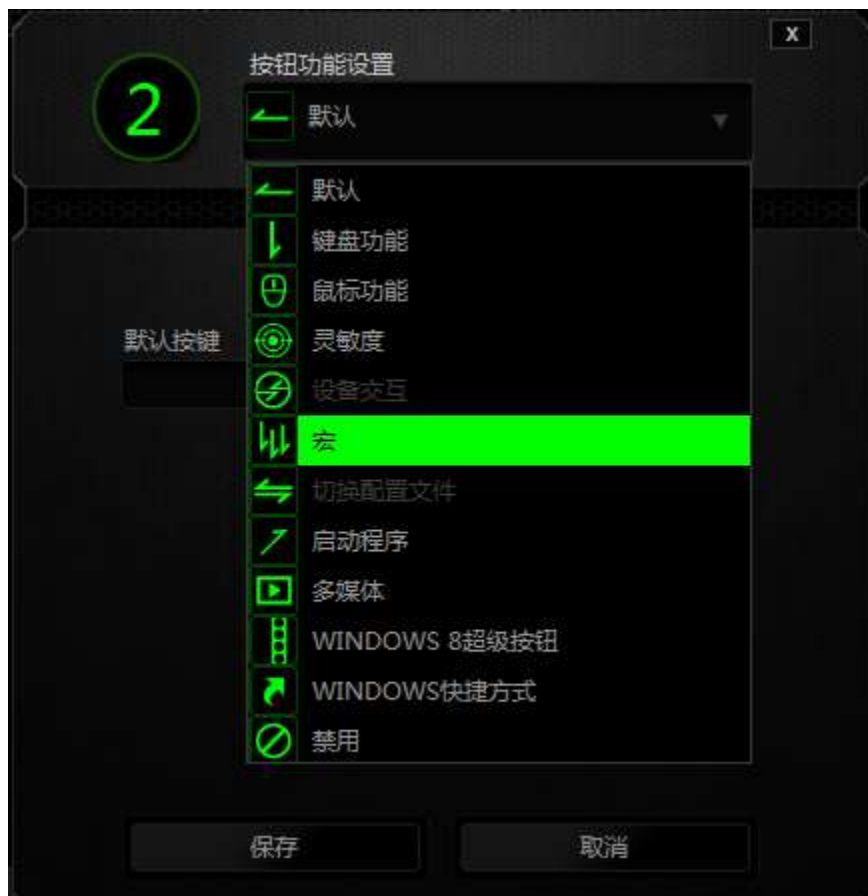 X
按钮功能设置
2
默认
默认
键盘功能
鼠标功能
默认按键
灵敏度
设备交互
宏
切换配置文件
启动程序
多媒体
WINDOWS 8超级按钮
WINDOWS快捷方式
禁用
保存
取消